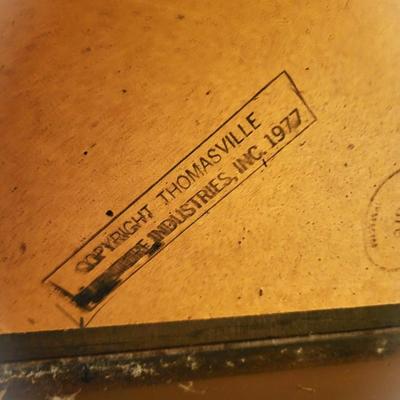 COPYRIGHT THOMASVILLE
INDUSTRIES, INC. 1977